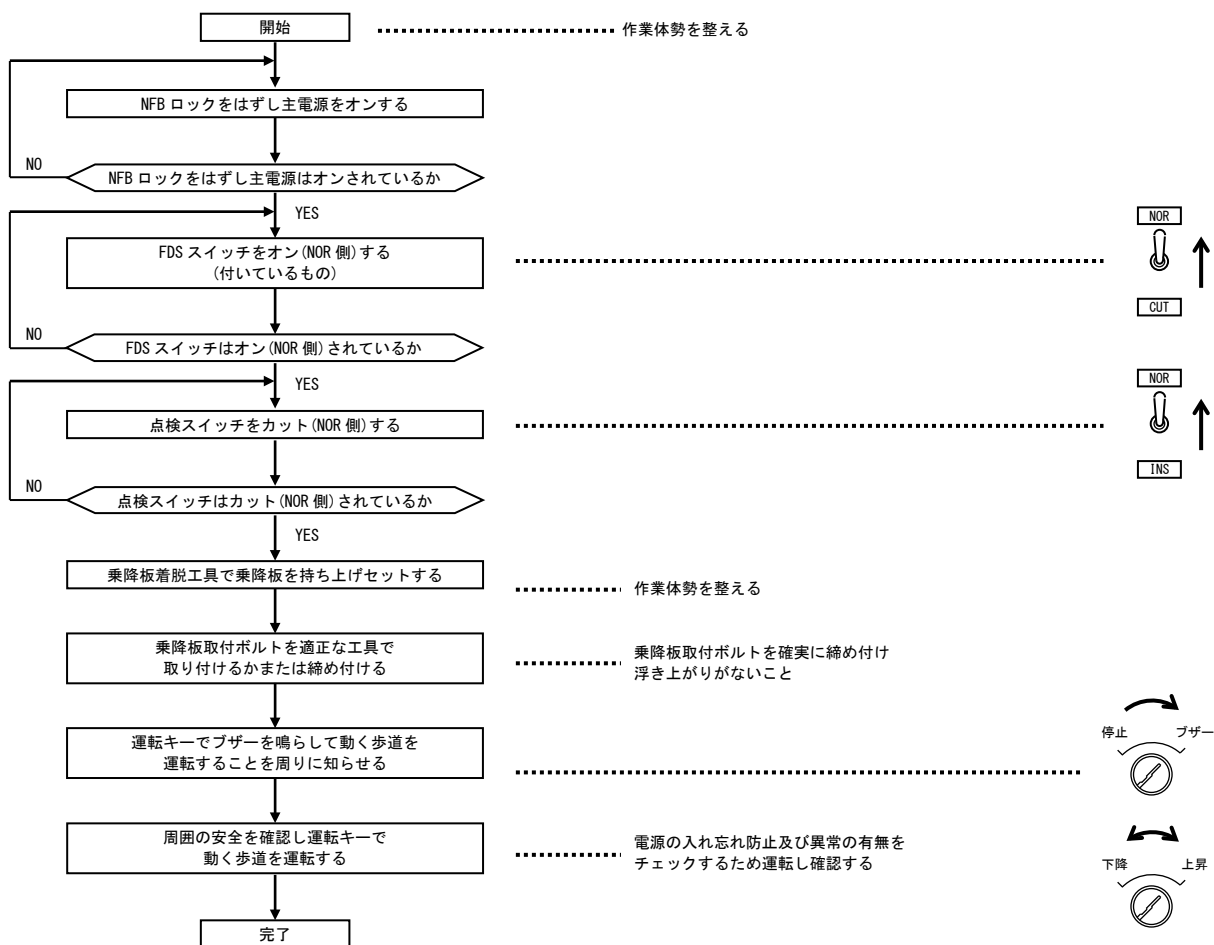 開始
作業体勢を整える
NFB ロックをはずし主電源をオンする
NO
NFB ロックをはずし主電源はオンされているか
YES
FDS スイッチをオン(NOR 側)する
(付いているもの)
NOR
CUT
NO
FDS スイッチはオン(NOR 側)されているか
YES
点検スイッチをカット(NOR 側)する
NOR
INS
NO
点検スイッチはカット(NOR 側)されているか
YES
乗降板着脱工具で乗降板を持ち上げセットする
作業体勢を整える
乗降板取付ボルトを適正な工具で
取り付けるかまたは締め付ける
乗降板取付ボルトを確実に締め付け
浮き上がりがないこと
運転キーでブザーを鳴らして動く歩道を
運転することを周りに知らせる
停止 ブザー
周囲の安全を確認し運転キーで
動く歩道を運転する
電源の入れ忘れ防止及び異常の有無を
チェックするため運転し確認する
下降 上昇
完了